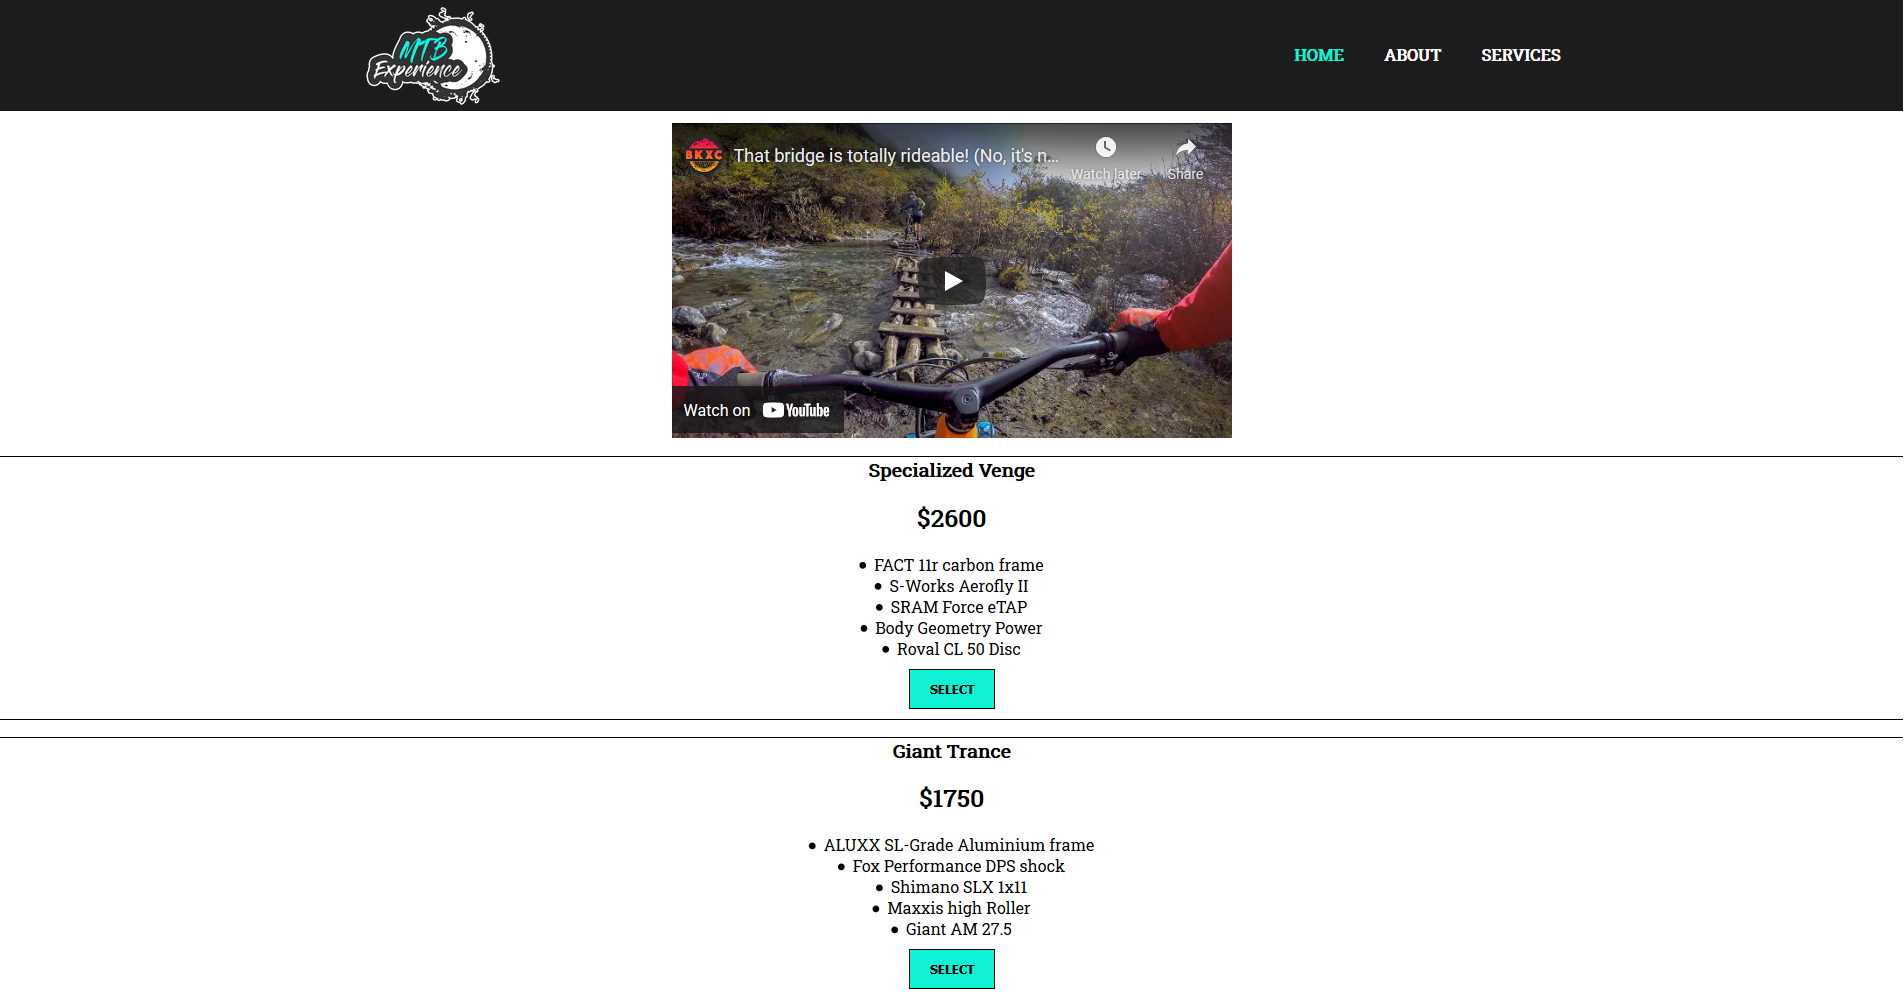 MTB
Experience
HOME ABOUT SERVICES
BKXC
That bridge is totally rideable! (No, it's n...
Watch later
Share
Watch on YouTube
Specialized Venge
$2600
FACT 11r carbon frame
S-Works Aerofly II
SRAM Force eTAP
Body Geometry Power
Roval CL 50 Disc
SELECT
Giant Trance
$1750
ALUXX SL-Grade Aluminium frame
Fox Performance DPS shock
Shimano SLX 1x11
Maxxis high Roller
Giant AM 27.5
SELECT